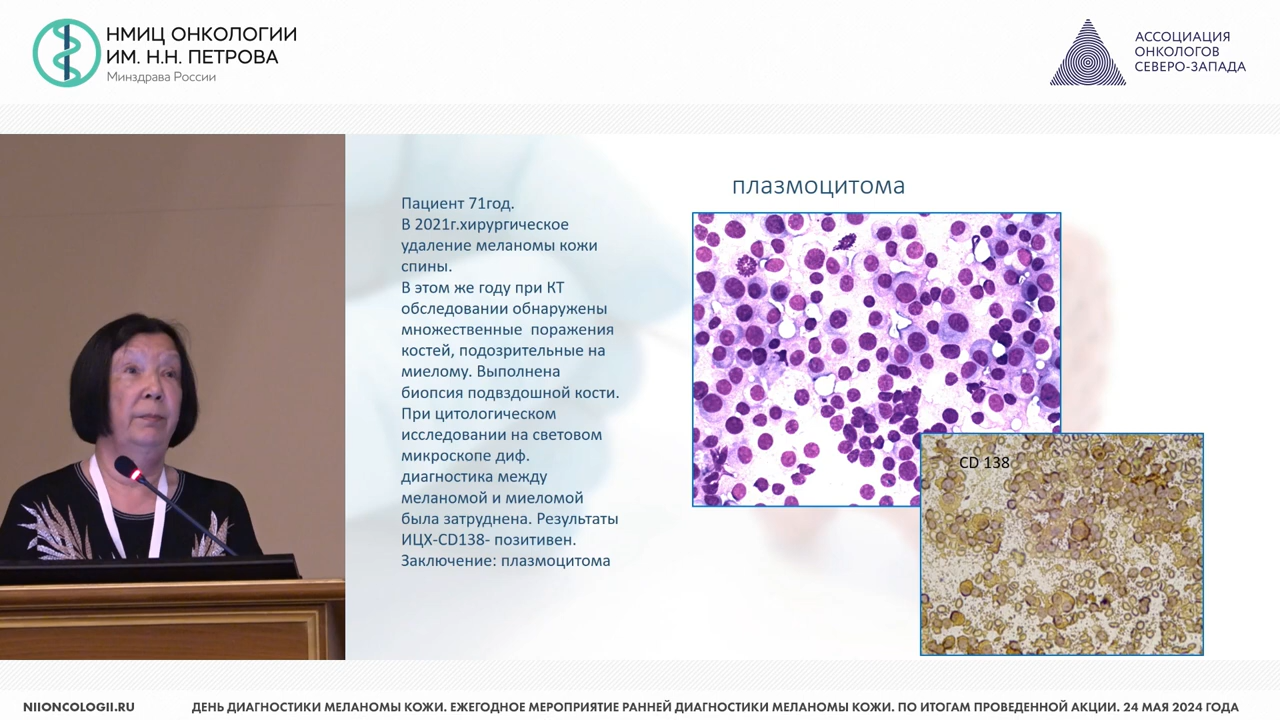 НМИЦ ОНКОЛОГИИ
ИМ. Н.Н. ПЕТРОВА
Минздрава России
АССОЦИАЦИЯ
ОНКОЛОГОВ
СЕВЕРО-ЗАПАДА
плазмоцитома
Пациент 71год.
В 2021г.хирургическое
удаление меланомы кожи
спины.
В этом же году при КТ
обследовании обнаружены
множественные поражения
костей, подозрительные на
миелому. Выполнена
биопсия подвздошной кости.
При цитологическом
исследовании на световом
микроскопе диф.
диагностика между
меланомой и миеломой
была затруднена. Результаты
ИЦХ-CD138- позитивен.
Заключение: плазмоцитома
CD 138
NIIONCOLOGII.RU
ДЕНЬ ДИАГНОСТИКИ МЕЛАНОМЫ КОЖИ. ЕЖЕГОДНОЕ МЕРОПРИЯТИЕ РАННЕЙ ДИАГНОСТИКИ МЕЛАНОМЫ КОЖИ. ПО ИТОГАМ ПРОВЕДЕННОЙ АКЦИИ. 24 МАЯ 2024 ГОДА